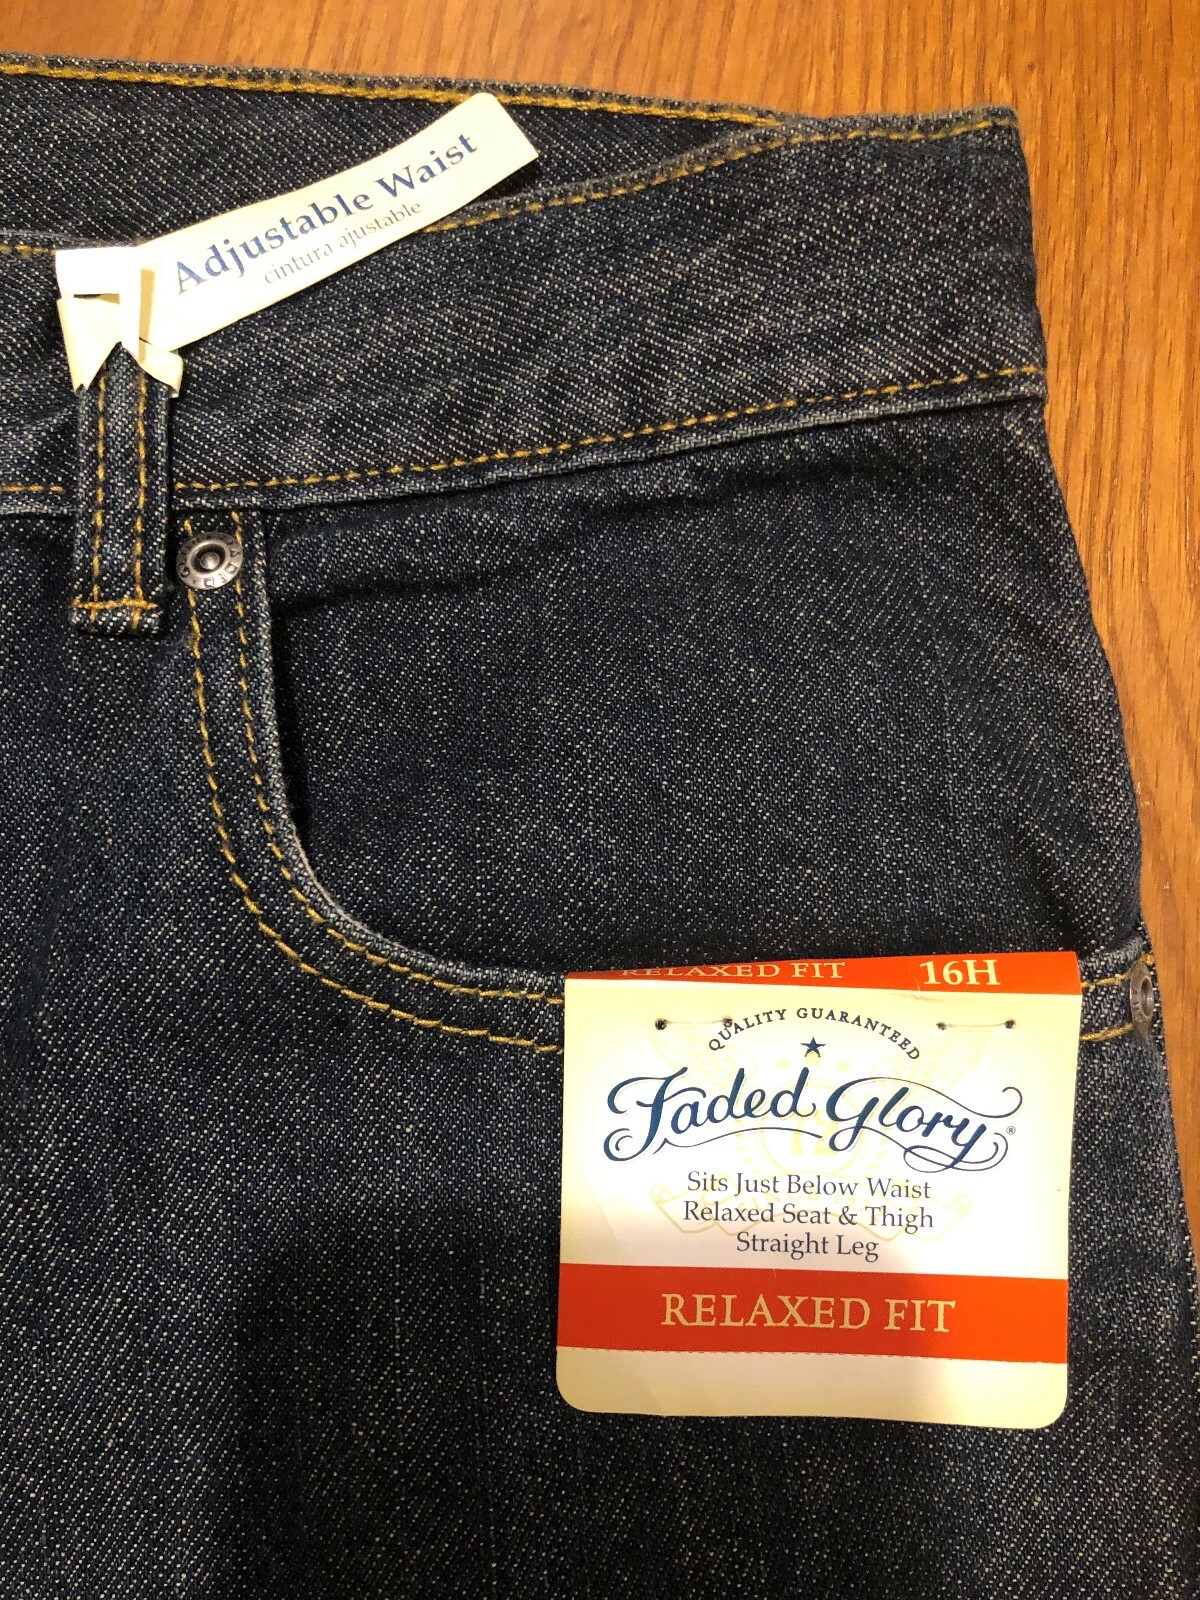 Adjustable Waist
cintura ajustable
RELAXED FIT 16H
QUALITY GUARANTEED
Faded Glory®
Sits Just Below Waist
Relaxed Seat & Thigh
Straight Leg
RELAXED FIT